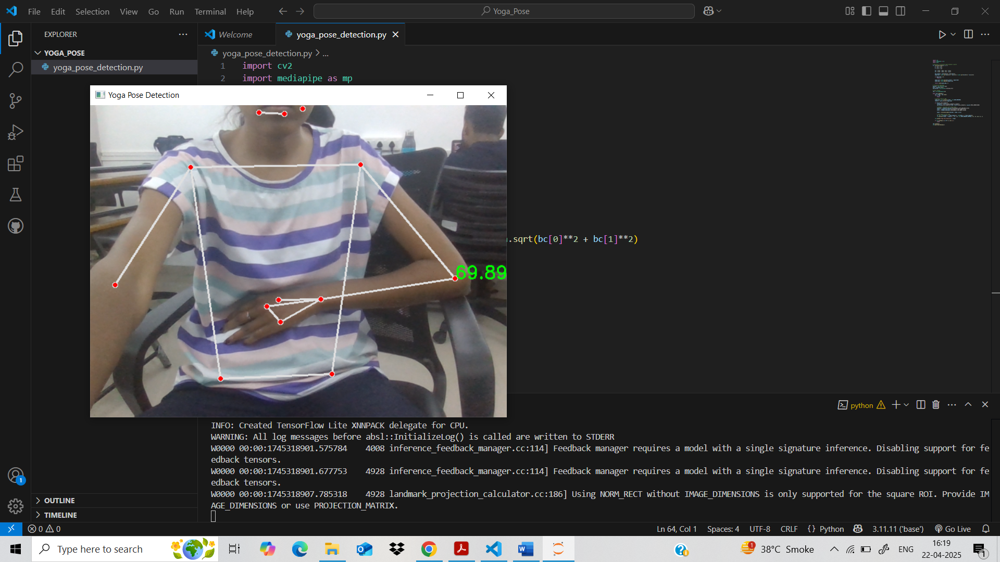 File Edit Selection View Go Run Terminal Help
Yoga_Pose
EXPLORER
Welcome
yoga_pose_detection.py
YOGA_POSE
yoga_pose_detection.py
yoga_pose_detection.py > ...
1 import cv2
2 import mediapipe as mp
Yoga Pose Detection
.sqrt(bc[0]**2 + bc[1]**2)
69.89
python
INFO: Created TensorFlow Lite XNNPACK delegate for CPU.
WARNING: All log messages before absl::InitializeLog() is called are written to STDERR
W0000 00:00:1745318901.575784    4008 inference_feedback_manager.cc:114] Feedback manager requires a model with a single signature inference. Disabling support for fe
edback tensors.
W0000 00:00:1745318901.677753    4928 inference_feedback_manager.cc:114] Feedback manager requires a model with a single signature inference. Disabling support for fe
edback tensors.
W0000 00:00:1745318907.785318    4928 landmark_projection_calculator.cc:186] Using NORM_RECT without IMAGE_DIMENSIONS is only supported for the square ROI. Provide IM
AGE_DIMENSIONS or use PROJECTION_MATRIX.
1
OUTLINE
TIMELINE
0 0
Ln 64, Col 1 Spaces: 4 UTF-8 CRLF {} Python 3.11.11 ('base') Go Live
Type here to search
1
38°C Smoke
ENG
16:19
22-04-2025
1